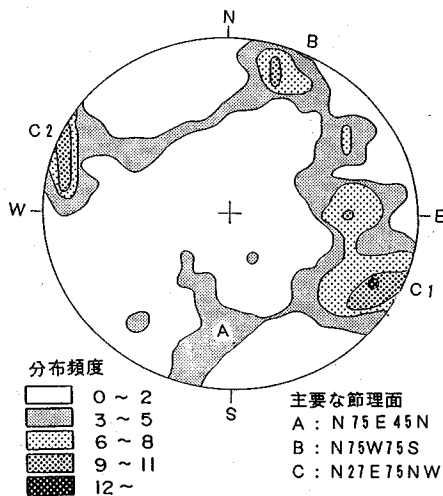 N
B
C2
W
E
C1
A
S
分布頻度
0 ~ 2
3 ~ 5
6 ~ 8
9 ~ 11
12 ~
主要な節理面
A : N75E45N
B : N75W75S
C : N27E75NW